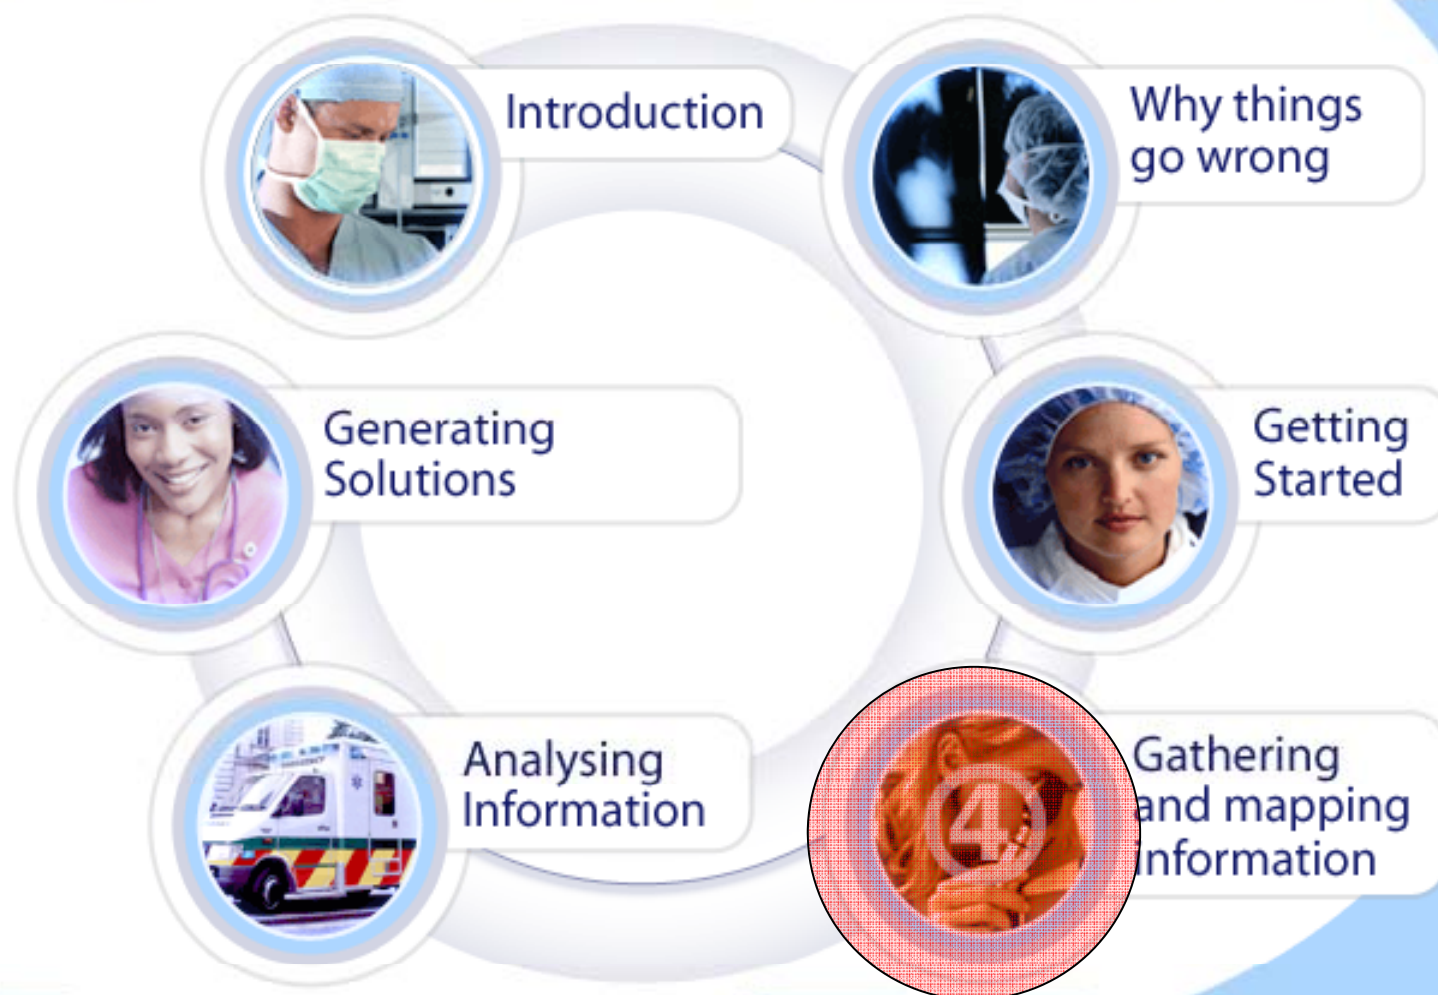 Introduction
Why things
go wrong
Getting
Started
4
Gathering
and mapping
information
Analysing
Information
Generating
Solutions